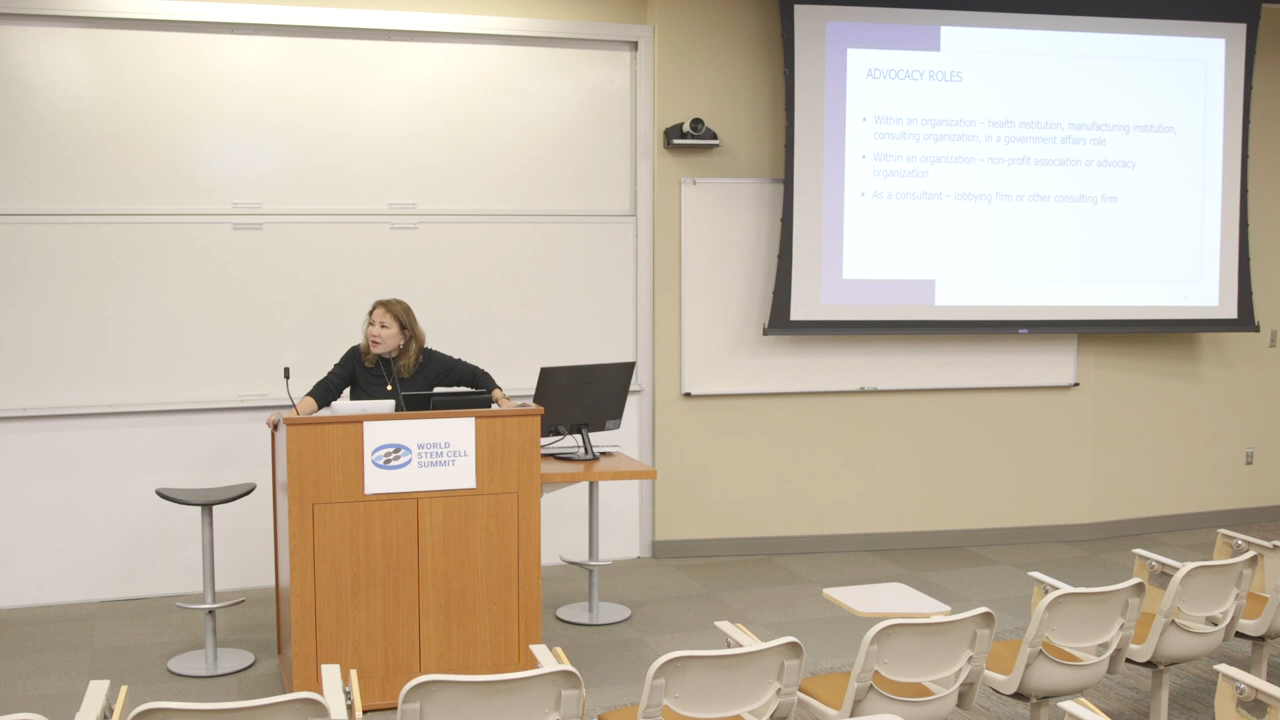 ADVOCACY ROLES
• Within an organization – health institution, manufacturing institution,
consulting organization, in a government affairs role
• Within an organization – non-profit association or advocacy
organization
• As a consultant – lobbying firm or other consulting firm
WORLD
STEM CELL
SUMMIT